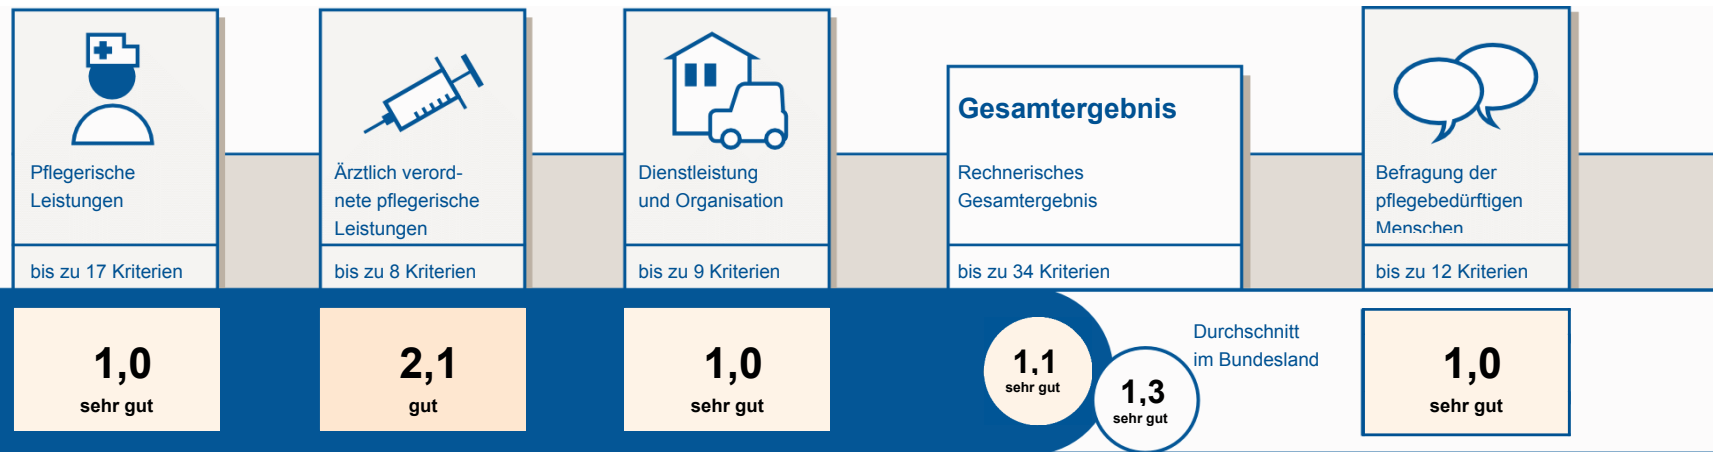 Pflegerische
Leistungen
bis zu 17 Kriterien
1,0
sehr gut
Ärztlich verord-
nete pflegerische
Leistungen
bis zu 8 Kriterien
2,1
gut
Dienstleistung
und Organisation
bis zu 9 Kriterien
1,0
sehr gut
Gesamtergebnis
Rechnerisches
Gesamtergebnis
bis zu 34 Kriterien
1,1
sehr gut
Durchschnitt
im Bundesland
1,3
sehr gut
Befragung der
pflegebedürftigen
Menschen
bis zu 12 Kriterien
1,0
sehr gut